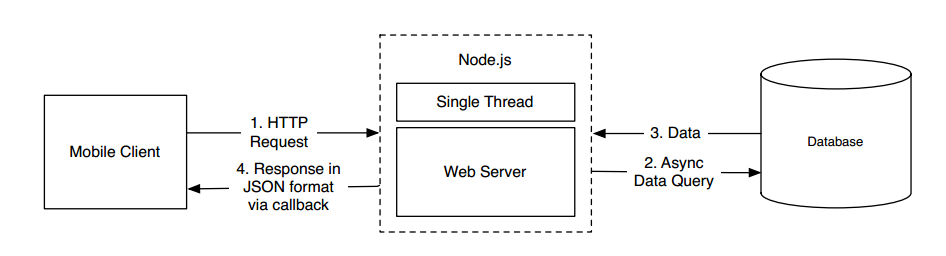 Mobile Client
1. HTTP
Request
4. Response in
JSON format
via callback
Node.js
Single Thread
Web Server
3. Data
2. Async
Data Query
Database